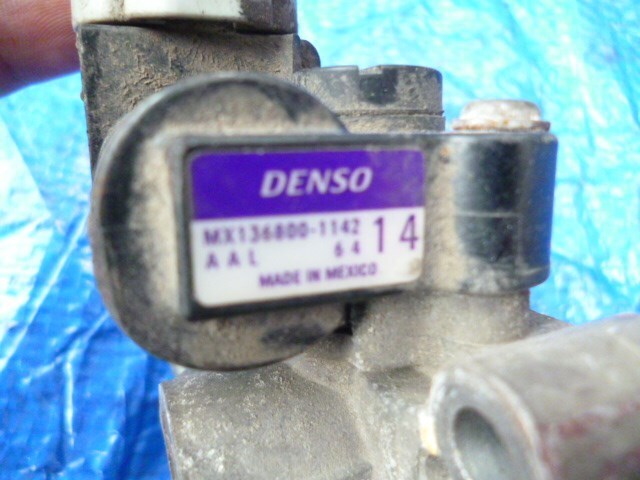 DENSO
MX136800-1142 14
AAL 64
MADE IN MEXICO